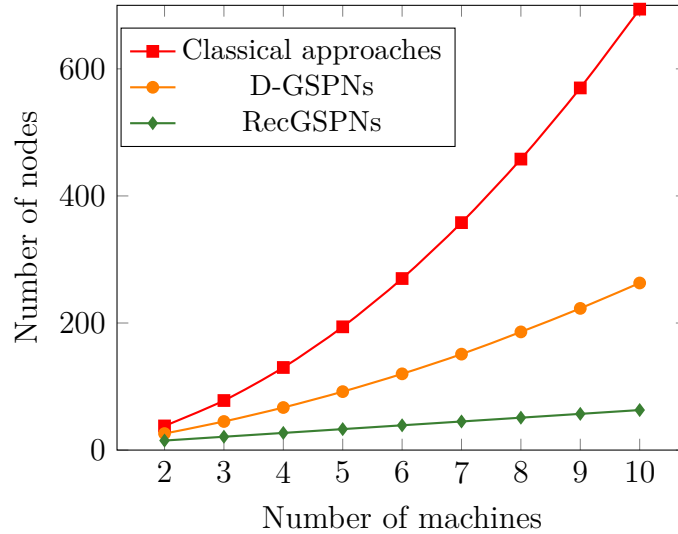 Classical approaches
D-GSPNs
RecGSPNs
600
400
200
0
2 3 4 5 6 7 8 9 10
Number of nodes
Number of machines